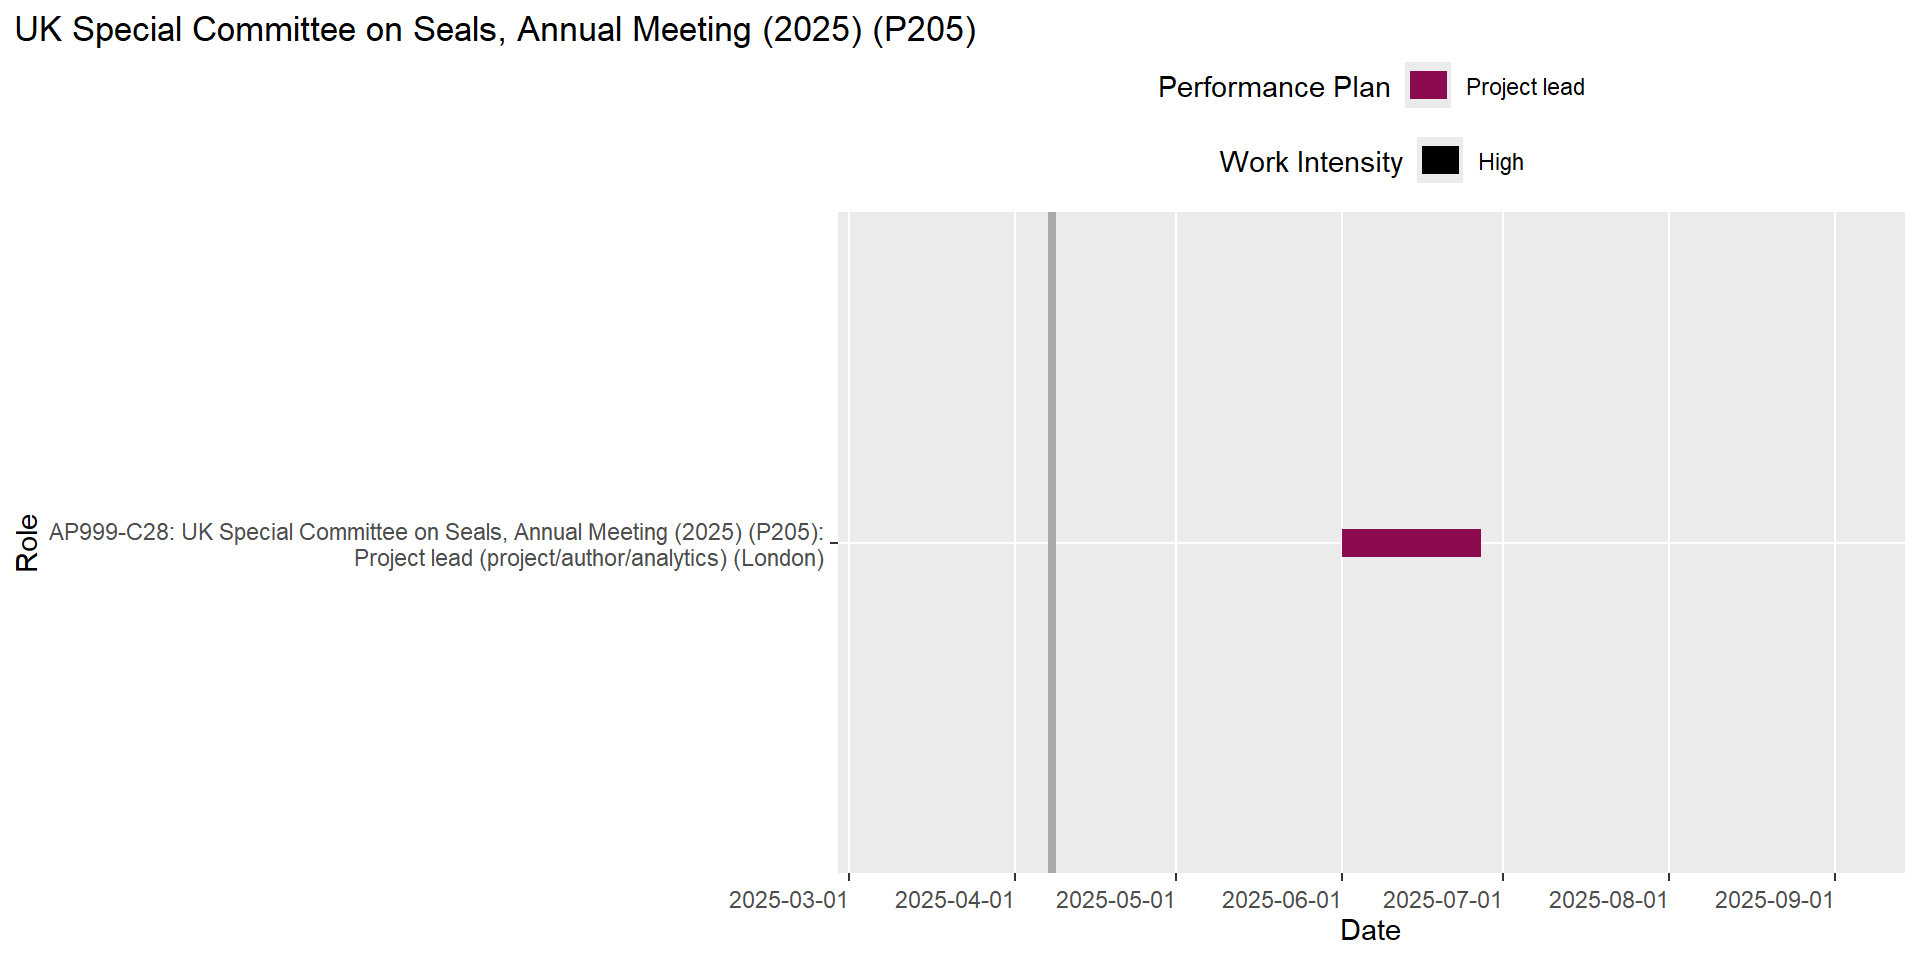 UK Special Committee on Seals, Annual Meeting (2025) (P205)
Performance Plan Project lead
Work Intensity High
Role
AP999-C28: UK Special Committee on Seals, Annual Meeting (2025) (P205):
Project lead (project/author/analytics) (London)
2025-03-01 2025-04-01 2025-05-01 2025-06-01 2025-07-01 2025-08-01 2025-09-01
Date